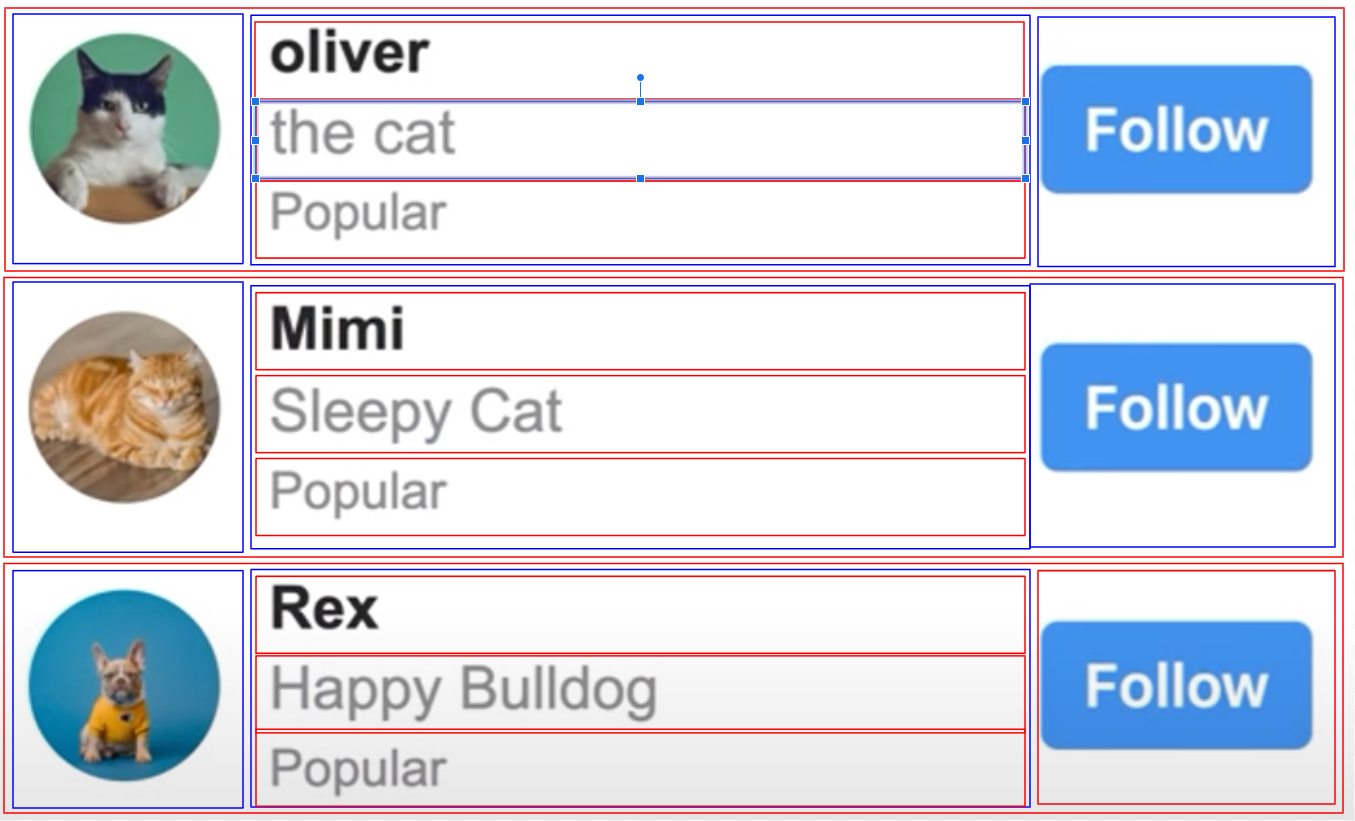 oliver
the cat
Popular
Follow
Mimi
Sleepy Cat
Popular
Follow
Rex
Happy Bulldog
Popular
Follow